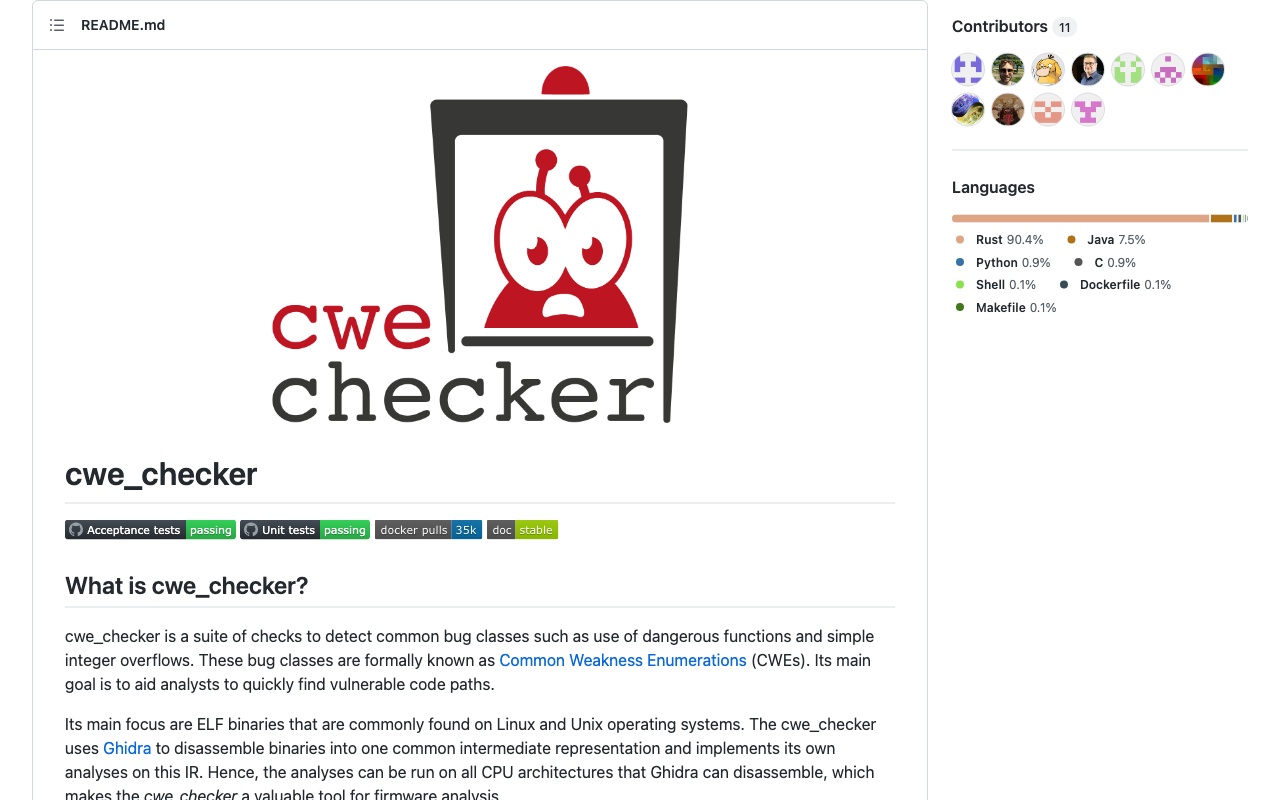 README.md
cwe
checker
cwe_checker
Acceptance tests passing Unit tests passing docker pulls 35k doc stable
What is cwe_checker?
cwe_checker is a suite of checks to detect common bug classes such as use of dangerous functions and simple
integer overflows. These bug classes are formally known as Common Weakness Enumerations (CWEs). Its main
goal is to aid analysts to quickly find vulnerable code paths.
Its main focus are ELF binaries that are commonly found on Linux and Unix operating systems. The cwe_checker
uses Ghidra to disassemble binaries into one common intermediate representation and implements its own
analyses on this IR. Hence, the analyses can be run on all CPU architectures that Ghidra can disassemble, which
makes the cwe_checker a valuable tool for firmware analysis.
Contributors 11
Languages
Rust 90.4% Java 7.5%
Python 0.9% C 0.9%
Shell 0.1% Dockerfile 0.1%
Makefile 0.1%